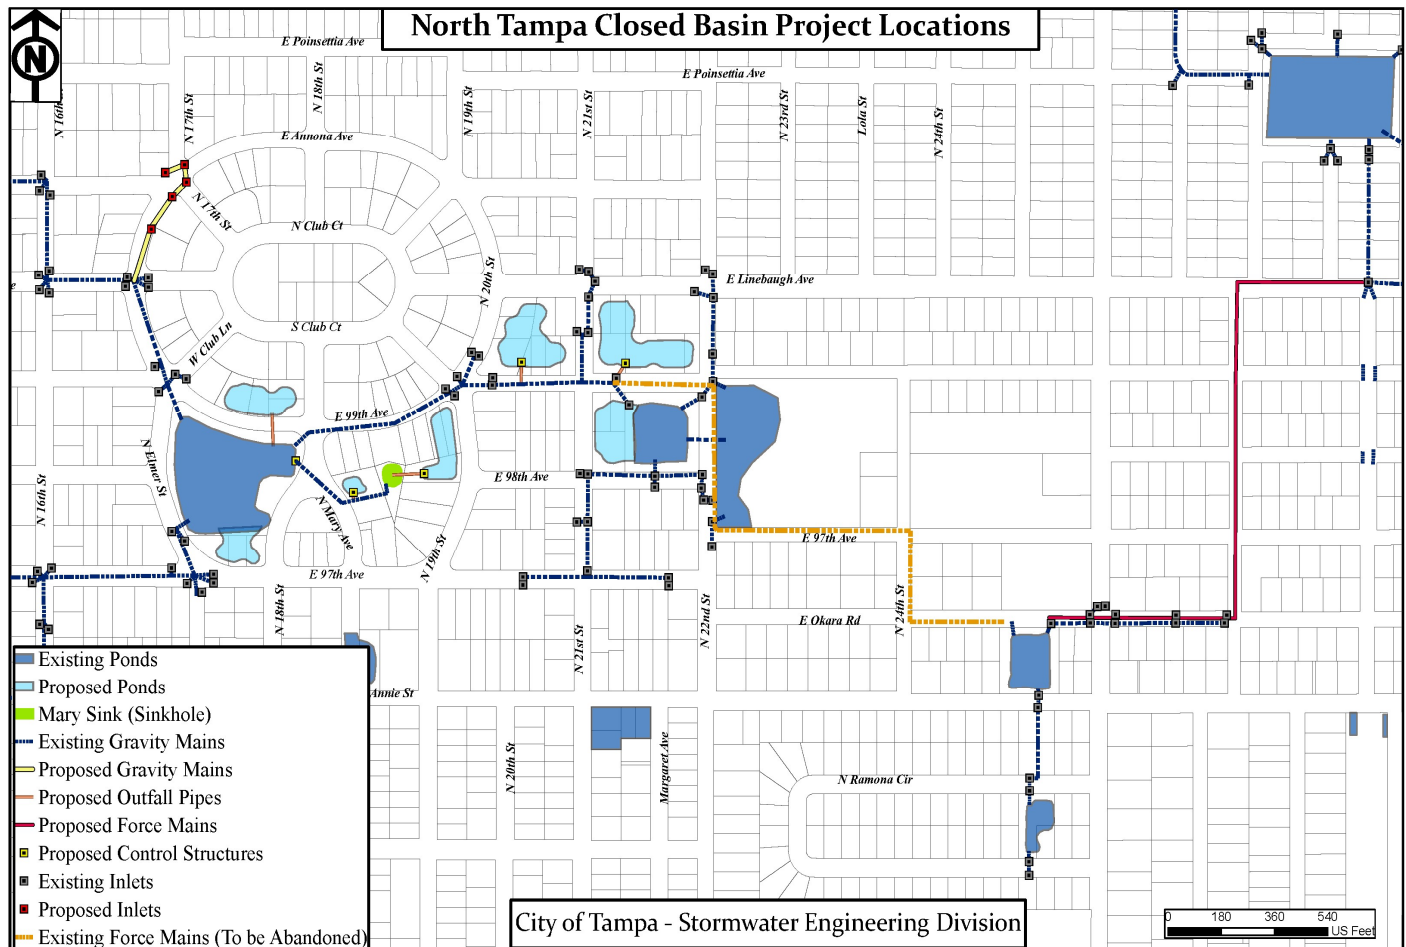 North Tampa Closed Basin Project Locations
N
E Poinsettia Ave
E Poinsettia Ave
N 16th St
N 17th St
N 18th St
N 19th St
N 21st St
N 23rd St
Lola St
N 24th St
E Annona Ave
N 17th St
N Club Ct
N 20th St
E Linebaugh Ave
e
S Club Ct
W Club Ln
E 99th Ave
N Elmer St
N 16th St
E 98th Ave
N Mary Ave
N 19th St
E 97th Ave
E 97th Ave
N 18th St
N 21st St
N 22nd St
E Okara Rd
N 24th St
Annie St
N 20th St
Margaret Ave
N Ramona Cir
Existing Ponds
Proposed Ponds
Mary Sink (Sinkhole)
Existing Gravity Mains
Proposed Gravity Mains
Proposed Outfall Pipes
Proposed Force Mains
Proposed Control Structures
Existing Inlets
Proposed Inlets
Existing Force Mains (To be Abandoned)
City of Tampa - Stormwater Engineering Division
0 180 360 540
US Feet